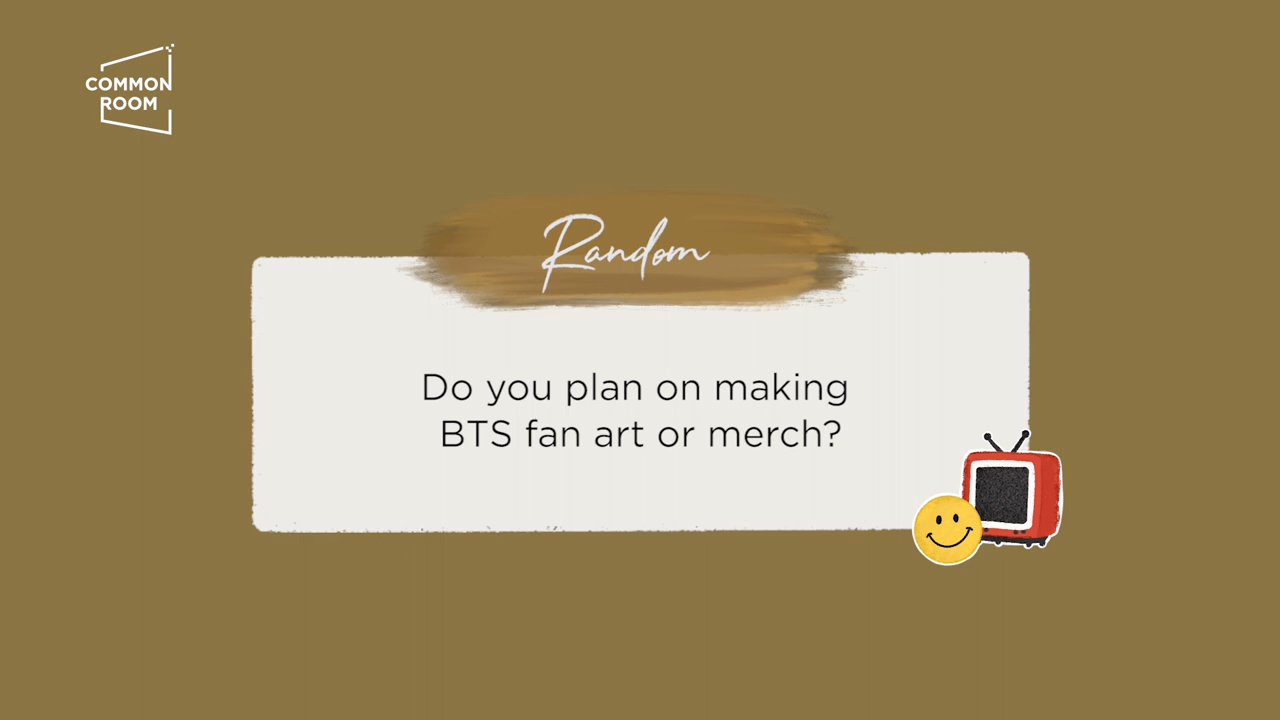 COMMON
ROOM
Random
Do you plan on making
BTS fan art or merch?